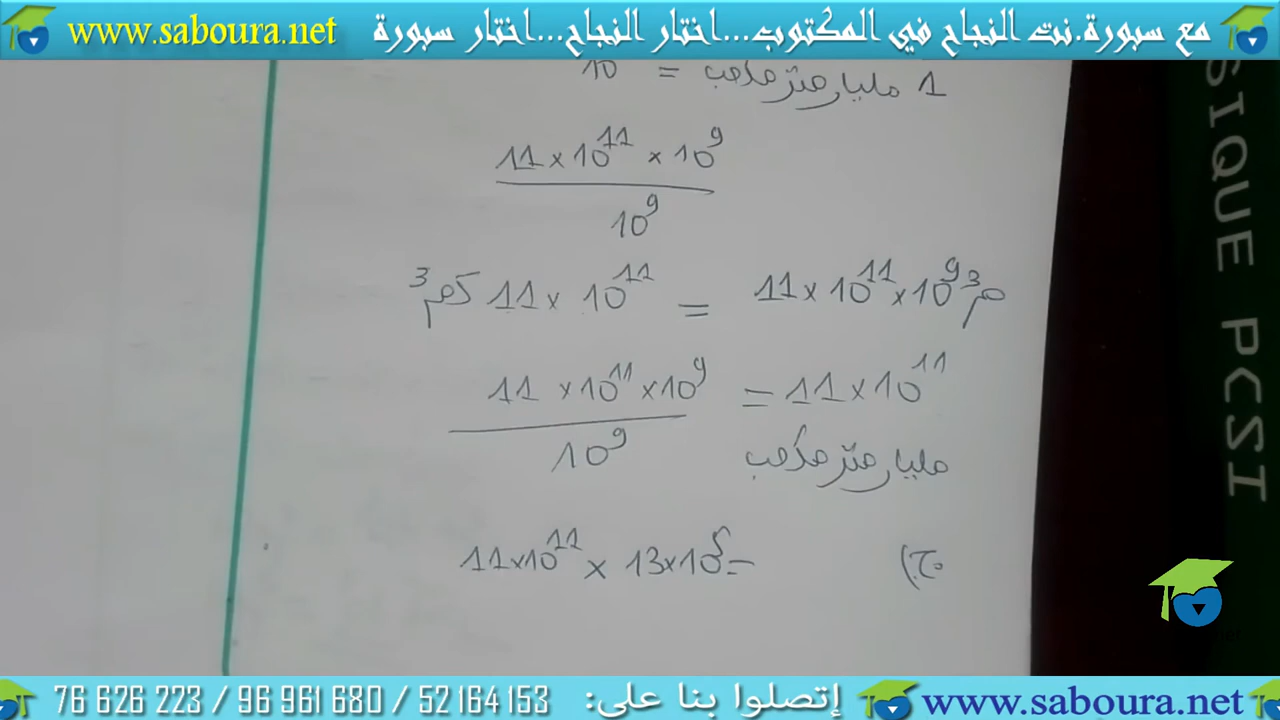 www.saboura.net مع سبورة.نت النجاح في المكتوب...اختار النجاح...اختار سبورة
1 مليار متر مكعب = 10
11 × 10^11 × 10^9
10^9
11 × 10^11 × 10^9 م^3 = 11 × 10^11 كم^3
11 × 10^11 × 10^9 = 11 × 10^11
10^9 مليار متر مكعب
ج) 11×10^11 × 13×10^5 =
SIQUE PCSI
76 626 223 / 96 961 680 / 52 164 153 إتصلوا بنا على: www.saboura.net